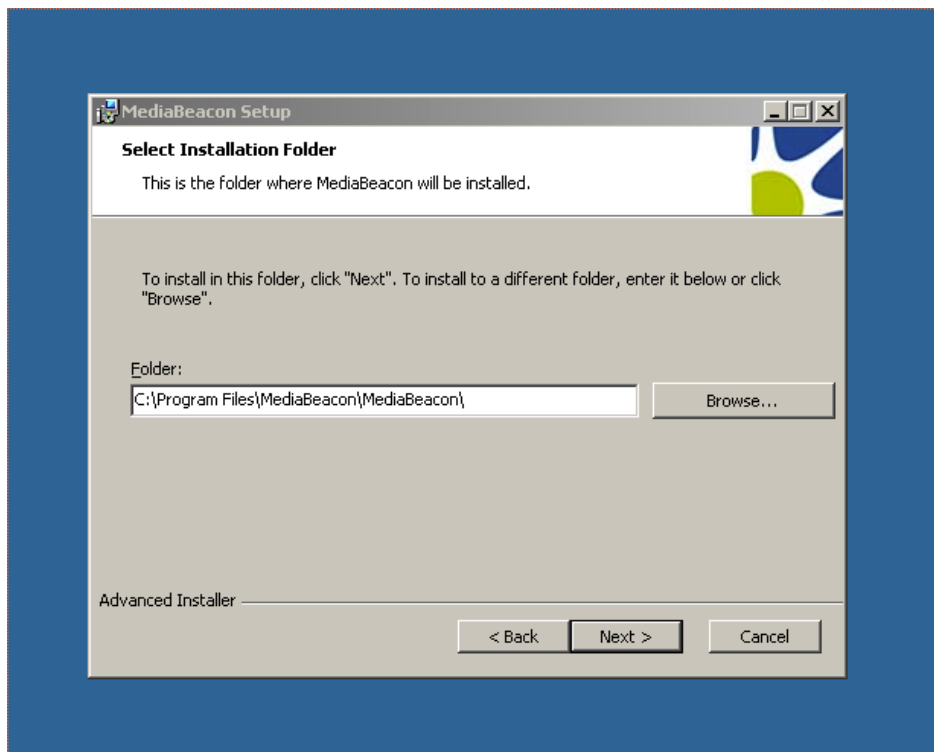 MediaBeacon Setup
Select Installation Folder
This is the folder where MediaBeacon will be installed.
To install in this folder, click "Next". To install to a different folder, enter it below or click
"Browse".
Folder:
C:\Program Files\MediaBeacon\MediaBeacon\
Browse...
Advanced Installer
< Back
Next >
Cancel